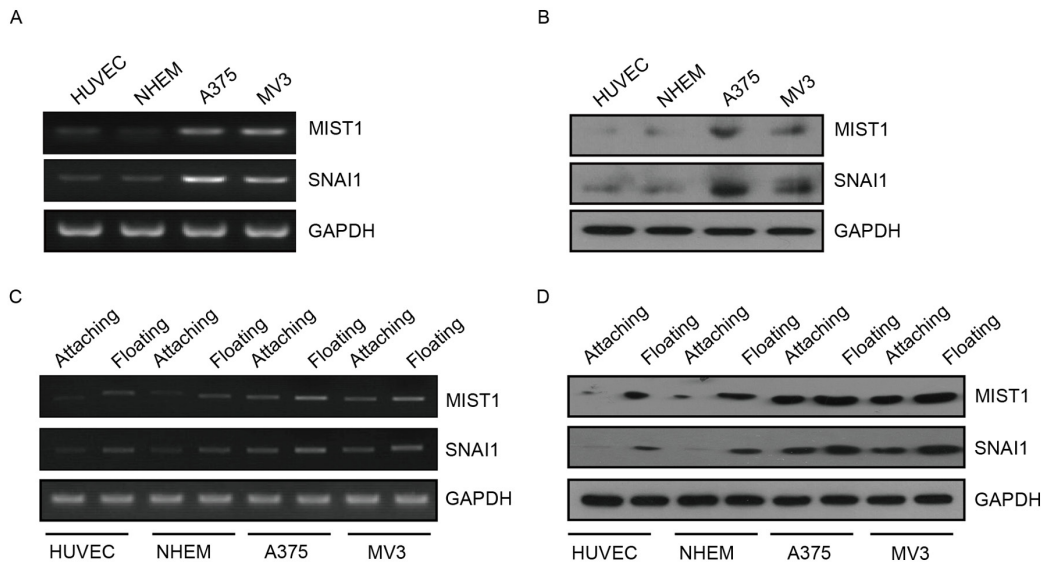 A
HUVEC NHEM A375 MV3
MIST1
SNAI1
GAPDH
B
HUVEC NHEM A375 MV3
MIST1
SNAI1
GAPDH
C
Attaching Floating Attaching Floating Attaching Floating Attaching Floating
MIST1
SNAI1
GAPDH
HUVEC NHEM A375 MV3
D
Attaching Floating Attaching Floating Attaching Floating Attaching Floating
MIST1
SNAI1
GAPDH
HUVEC NHEM A375 MV3